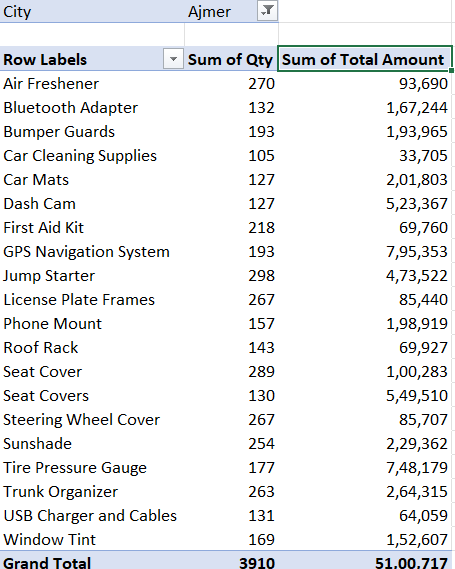 City Ajmer
Row Labels Sum of Qty Sum of Total Amount
Air Freshener 270 93,690
Bluetooth Adapter 132 1,67,244
Bumper Guards 193 1,93,965
Car Cleaning Supplies 105 33,705
Car Mats 127 2,01,803
Dash Cam 127 5,23,367
First Aid Kit 218 69,760
GPS Navigation System 193 7,95,353
Jump Starter 298 4,73,522
License Plate Frames 267 85,440
Phone Mount 157 1,98,919
Roof Rack 143 69,927
Seat Cover 289 1,00,283
Seat Covers 130 5,49,510
Steering Wheel Cover 267 85,707
Sunshade 254 2,29,362
Tire Pressure Gauge 177 7,48,179
Trunk Organizer 263 2,64,315
USB Charger and Cables 131 64,059
Window Tint 169 1,52,607
Grand Total 3910 51,00,717